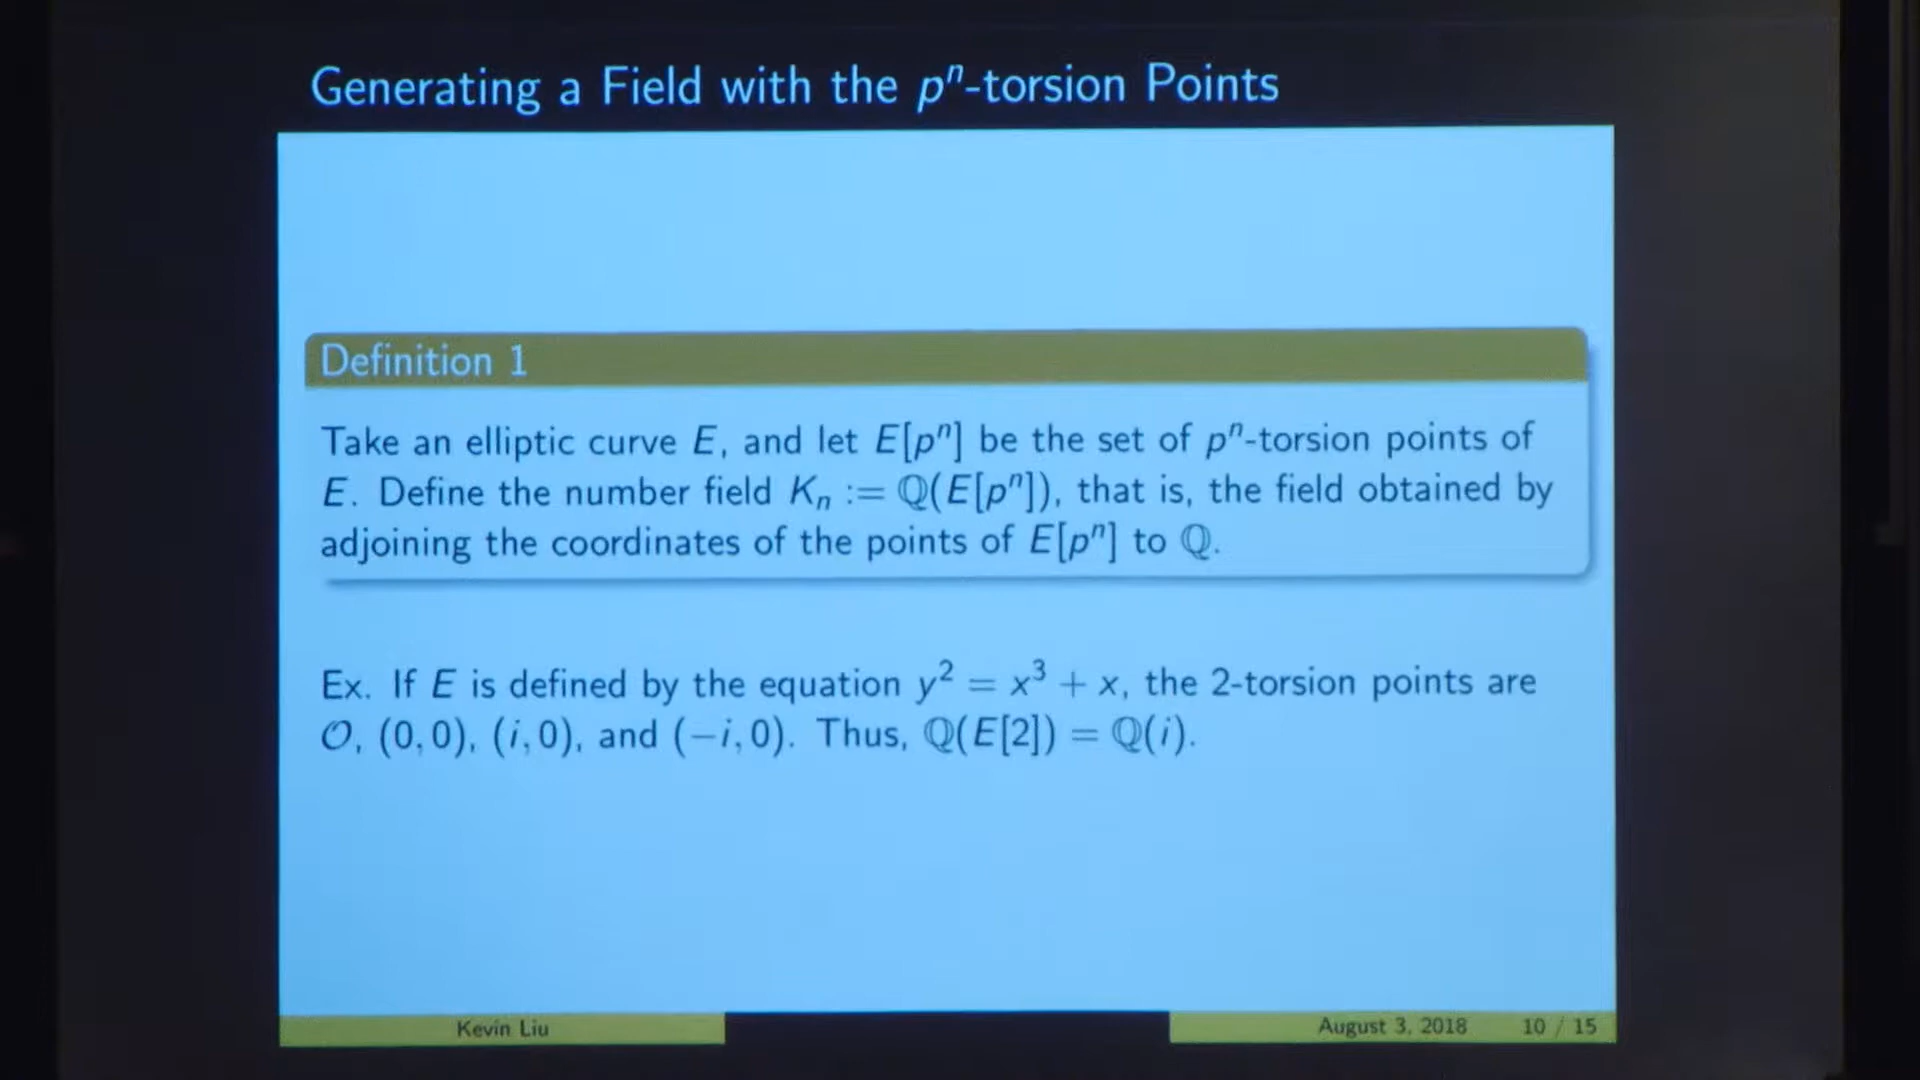 Generating a Field with the pⁿ-torsion Points
Definition 1
Take an elliptic curve E, and let E[pⁿ] be the set of pⁿ-torsion points of
E. Define the number field Kₙ := ℚ(E[pⁿ]), that is, the field obtained by
adjoining the coordinates of the points of E[pⁿ] to ℚ.
Ex. If E is defined by the equation y² = x³ + x, the 2-torsion points are
𝒪, (0,0), (i,0), and (−i,0). Thus, ℚ(E[2]) = ℚ(i).
Kevin Liu
August 3, 2018 10 / 15